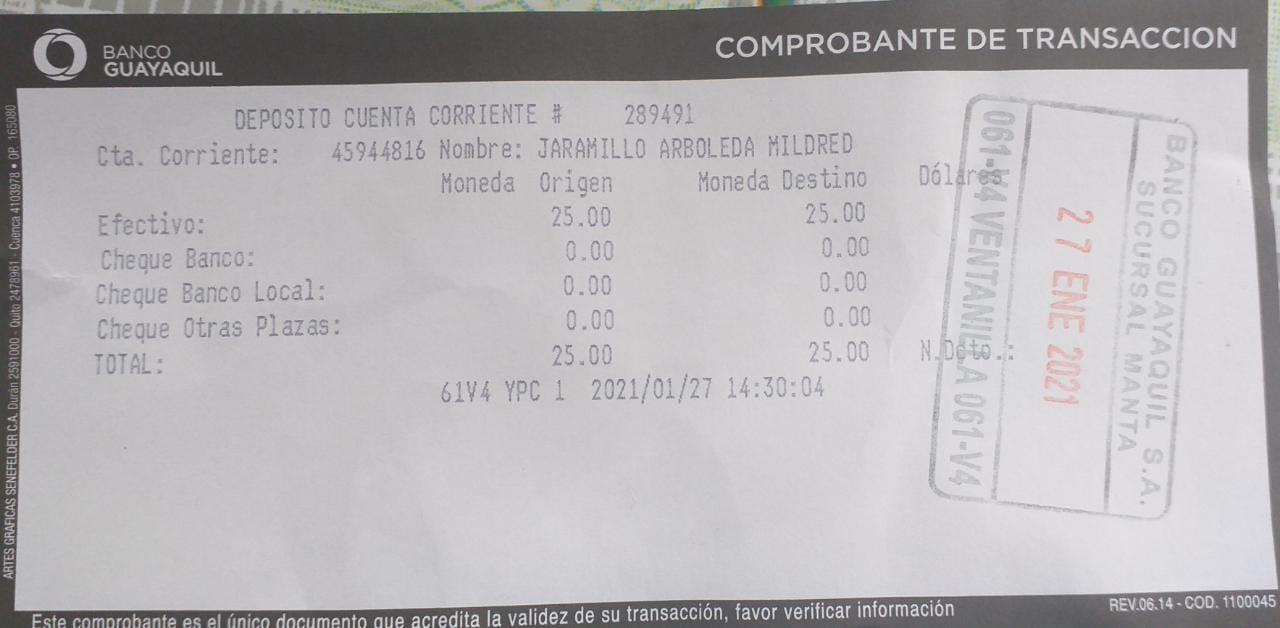 BANCO
GUAYAQUIL
COMPROBANTE DE TRANSACCION
DEPOSITO CUENTA CORRIENTE # 289491
Cta. Corriente: 45944816 Nombre: JARAMILLO ARBOLEDA MILDRED
Moneda Origen Moneda Destino Dólares
Efectivo: 25.00 25.00
Cheque Banco: 0.00 0.00
Cheque Banco Local: 0.00 0.00
Cheque Otras Plazas: 0.00 0.00
TOTAL: 25.00 25.00 N.Dcto.:
61V4 YPC 1 2021/01/27 14:30:04
BANCO GUAYAQUIL S.A.
SUCURSAL MANTA
27 ENE 2021
061-V4 VENTANILLA 061-V4
ARTES GRAFICAS SENEFELDER C.A. Durán 2591000 - Quito 2478961 - Cuenca 4103978 • OP. 165080
Este comprobante es el único documento que acredita la validez de su transacción, favor verificar información
REV.06.14 - COD. 1100045